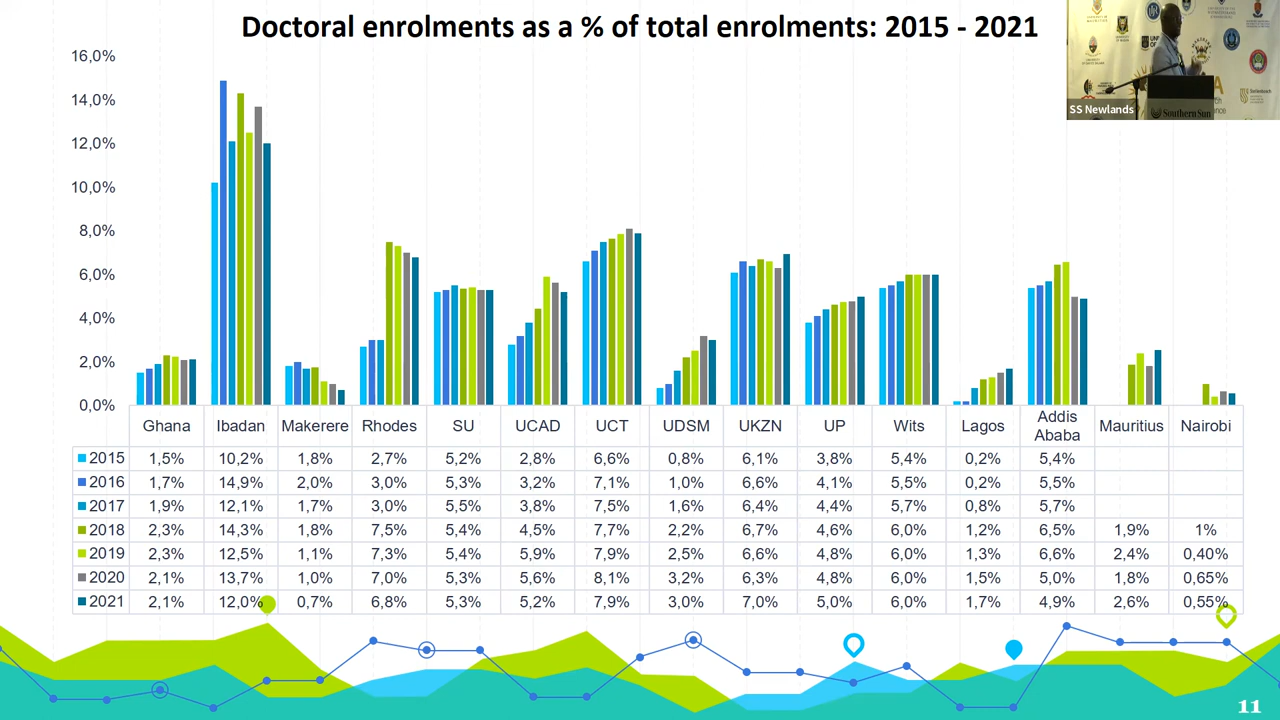 Doctoral enrolments as a % of total enrolments: 2015 - 2021
SS Newlands
Southern Sun
16,0%
14,0%
12,0%
10,0%
8,0%
6,0%
4,0%
2,0%
0,0%
Ghana Ibadan Makerere Rhodes SU UCAD UCT UDSM UKZN UP Wits Lagos Addis Ababa Mauritius Nairobi
2015 1,5% 10,2% 1,8% 2,7% 5,2% 2,8% 6,6% 0,8% 6,1% 3,8% 5,4% 0,2% 5,4%
2016 1,7% 14,9% 2,0% 3,0% 5,3% 3,2% 7,1% 1,0% 6,6% 4,1% 5,5% 0,2% 5,5%
2017 1,9% 12,1% 1,7% 3,0% 5,5% 3,8% 7,5% 1,6% 6,4% 4,4% 5,7% 0,8% 5,7%
2018 2,3% 14,3% 1,8% 7,5% 5,4% 4,5% 7,7% 2,2% 6,7% 4,6% 6,0% 1,2% 6,5% 1,9% 1%
2019 2,3% 12,5% 1,1% 7,3% 5,4% 5,9% 7,9% 2,5% 6,6% 4,8% 6,0% 1,3% 6,6% 2,4% 0,40%
2020 2,1% 13,7% 1,0% 7,0% 5,3% 5,6% 8,1% 3,2% 6,3% 4,8% 6,0% 1,5% 5,0% 1,8% 0,65%
2021 2,1% 12,0% 0,7% 6,8% 5,3% 5,2% 7,9% 3,0% 7,0% 5,0% 6,0% 1,7% 4,9% 2,6% 0,55%
11